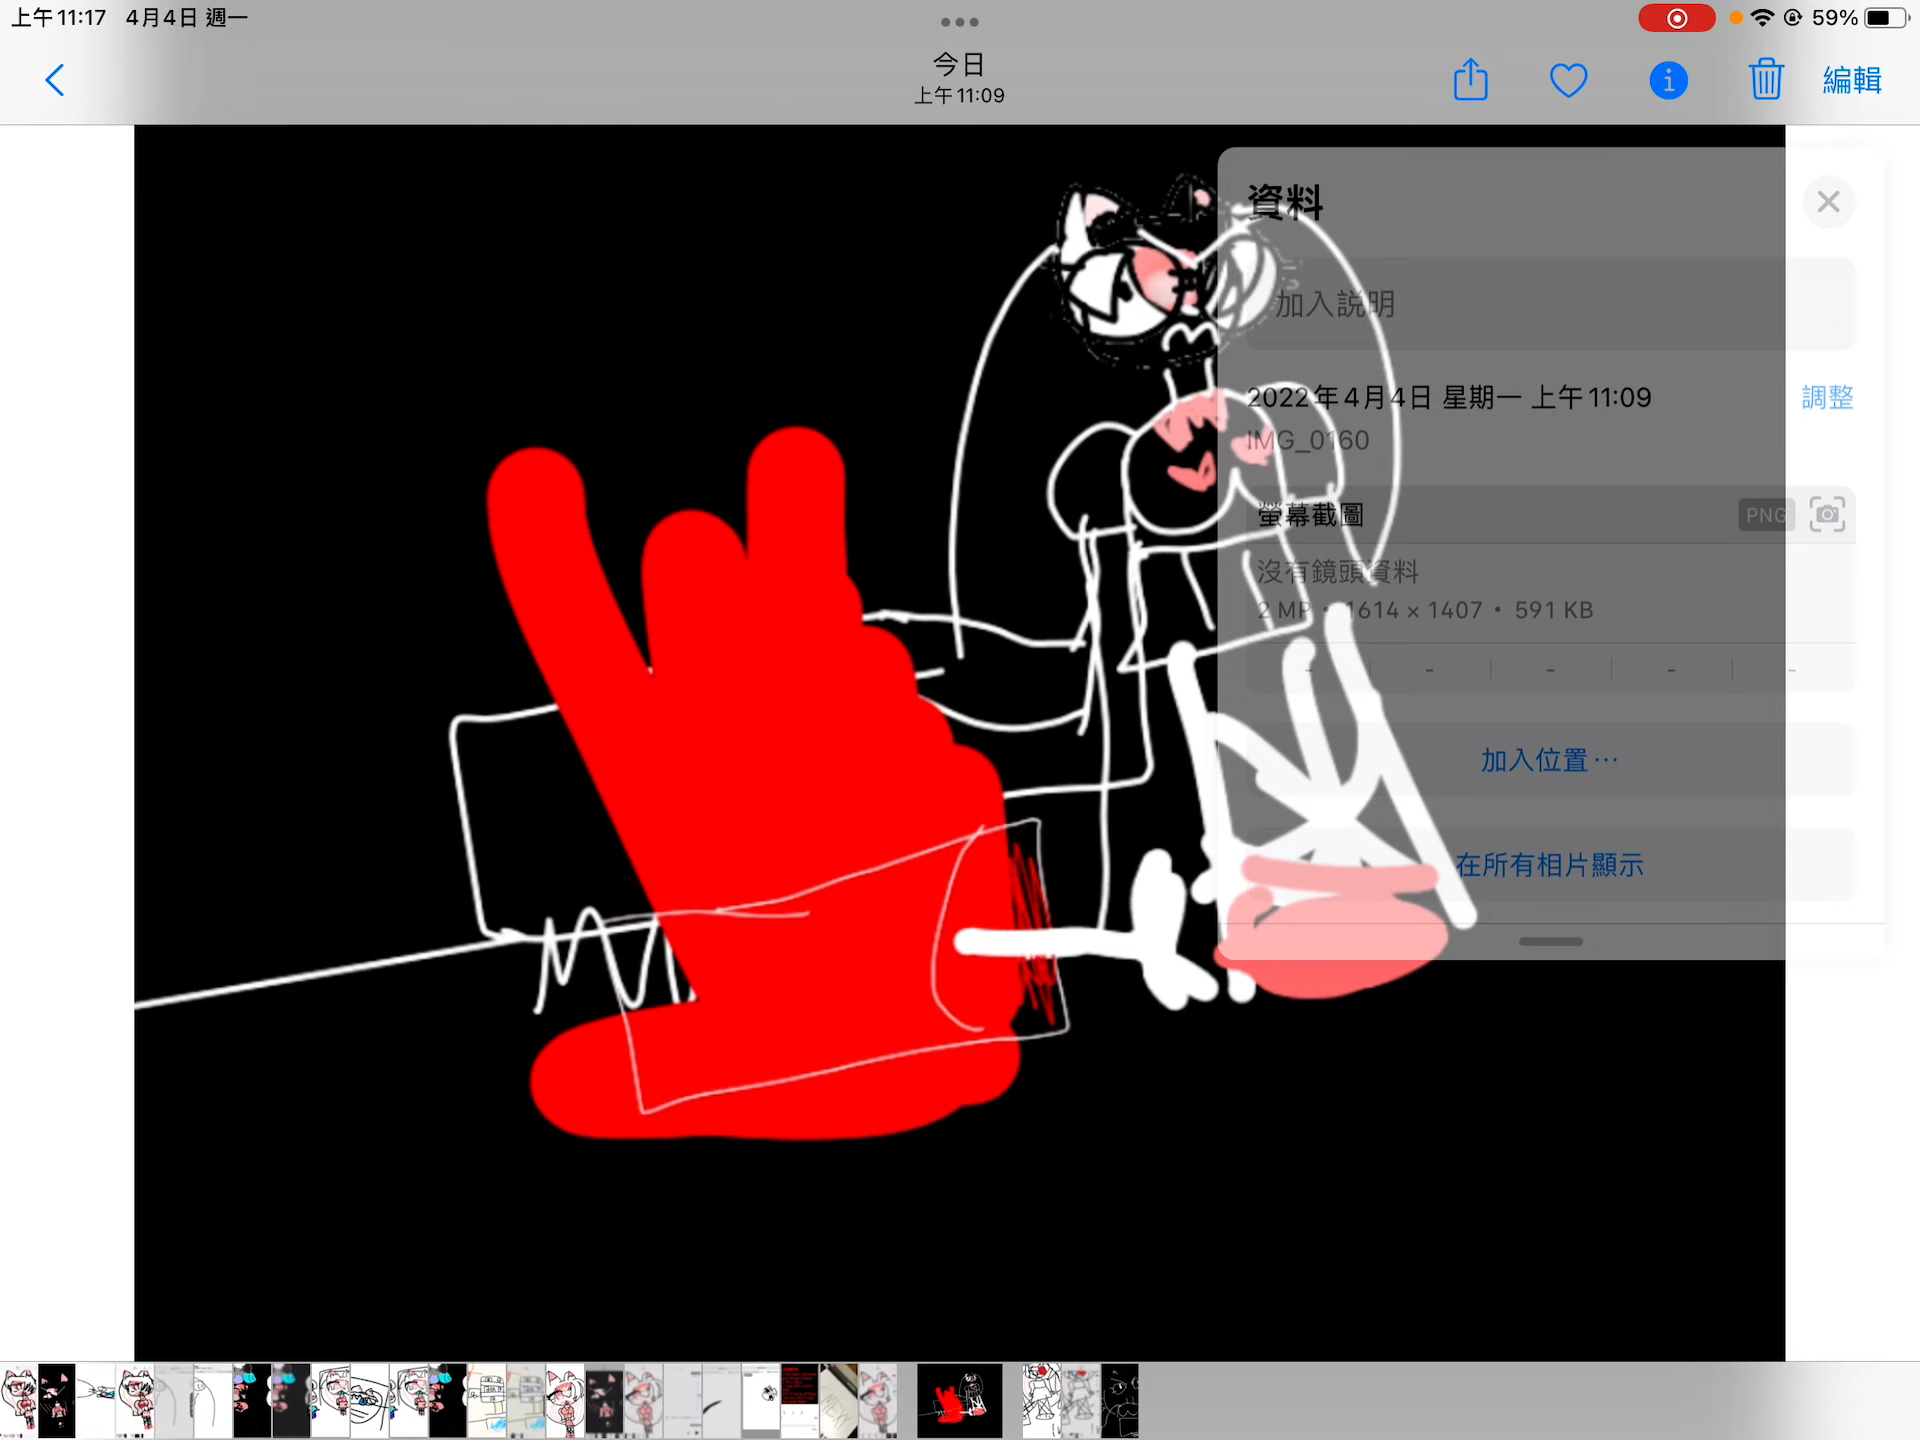 上午11:17 4月4日 週一
59%
今日
上午11:09
編輯
資料
加入説明
2022年4月4日 星期一 上午11:09
調整
IMG_0160
螢幕截圖
PNG
沒有鏡頭資料
2 MP • 1614 × 1407 • 591 KB
- - - - -
加入位置…
在所有相片顯示